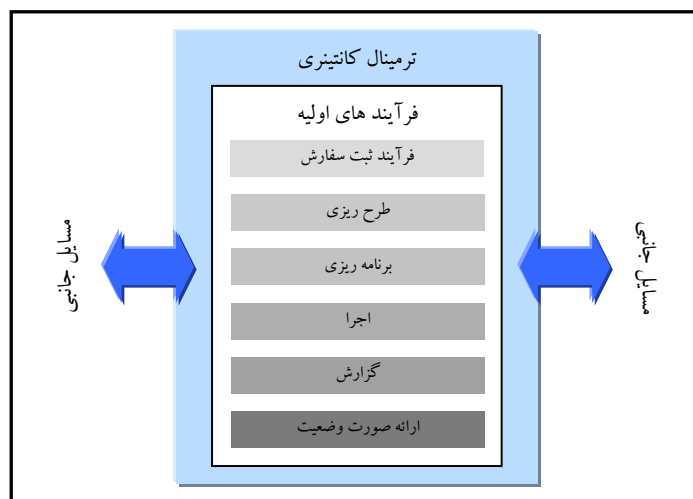 ترمینال کانتینری
فرآیند های اولیه
فرآیند ثبت سفارش
طرح ریزی
برنامه ریزی
اجرا
گزارش
ارائه صورت وضعیت
مسایل جانبی
مسایل جانبی